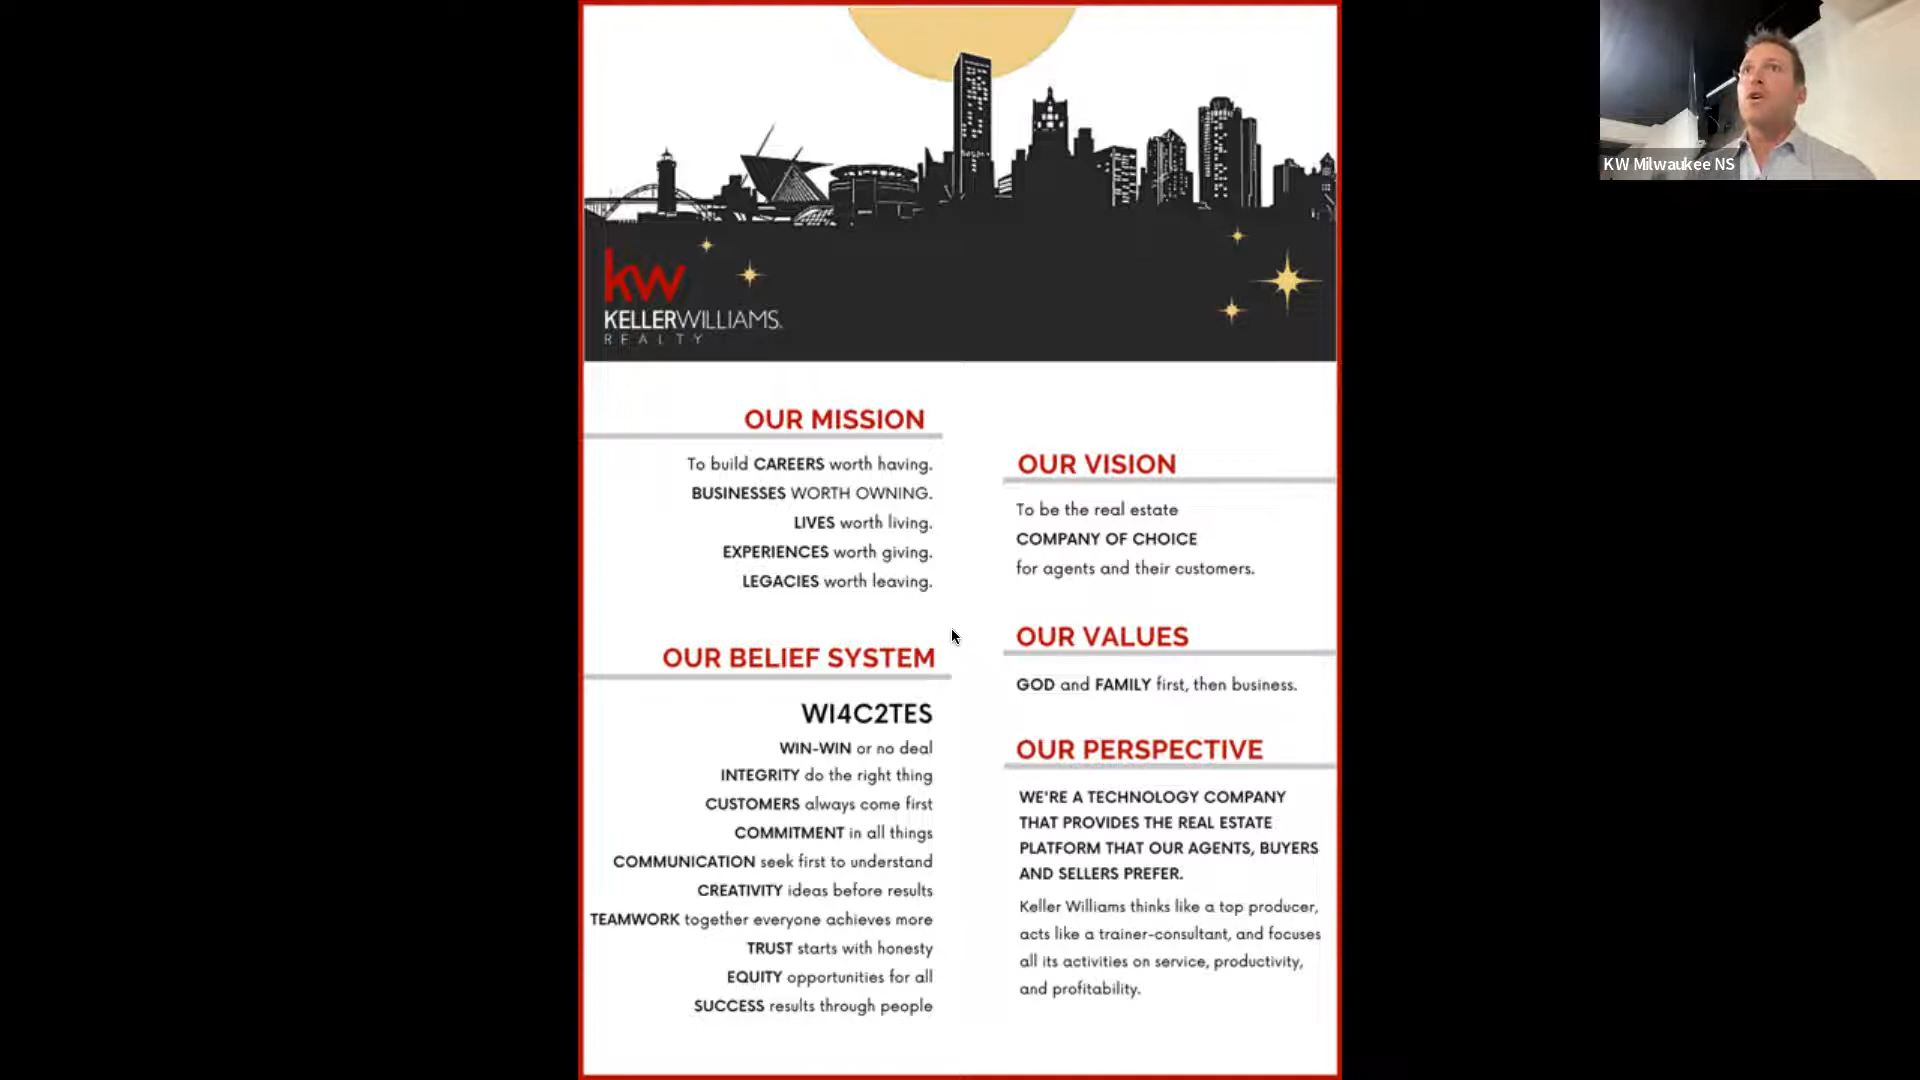 KW Milwaukee NS
kw
KELLERWILLIAMS.
REALTY
OUR MISSION
To build CAREERS worth having.
BUSINESSES WORTH OWNING.
LIVES worth living.
EXPERIENCES worth giving.
LEGACIES worth leaving.
OUR BELIEF SYSTEM
WI4C2TES
WIN-WIN or no deal
INTEGRITY do the right thing
CUSTOMERS always come first
COMMITMENT in all things
COMMUNICATION seek first to understand
CREATIVITY ideas before results
TEAMWORK together everyone achieves more
TRUST starts with honesty
EQUITY opportunities for all
SUCCESS results through people
OUR VISION
To be the real estate
COMPANY OF CHOICE
for agents and their customers.
OUR VALUES
GOD and FAMILY first, then business.
OUR PERSPECTIVE
WE'RE A TECHNOLOGY COMPANY
THAT PROVIDES THE REAL ESTATE
PLATFORM THAT OUR AGENTS, BUYERS
AND SELLERS PREFER.
Keller Williams thinks like a top producer,
acts like a trainer-consultant, and focuses
all its activities on service, productivity,
and profitability.